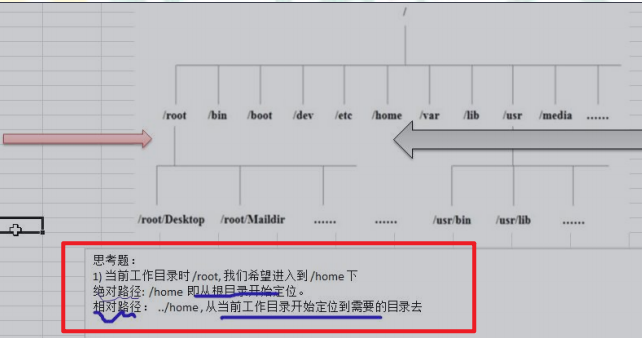 /
/root /bin /boot /dev /etc /home /var /lib /usr /media ......
/root/Desktop /root/Maildir ...... ...... /usr/bin /usr/lib ......
思考题：
1) 当前工作目录时 /root, 我们希望进入到 /home 下
绝对路径: /home 即从根目录开始定位。
相对路径： ../home , 从当前工作目录开始定位到需要的目录去